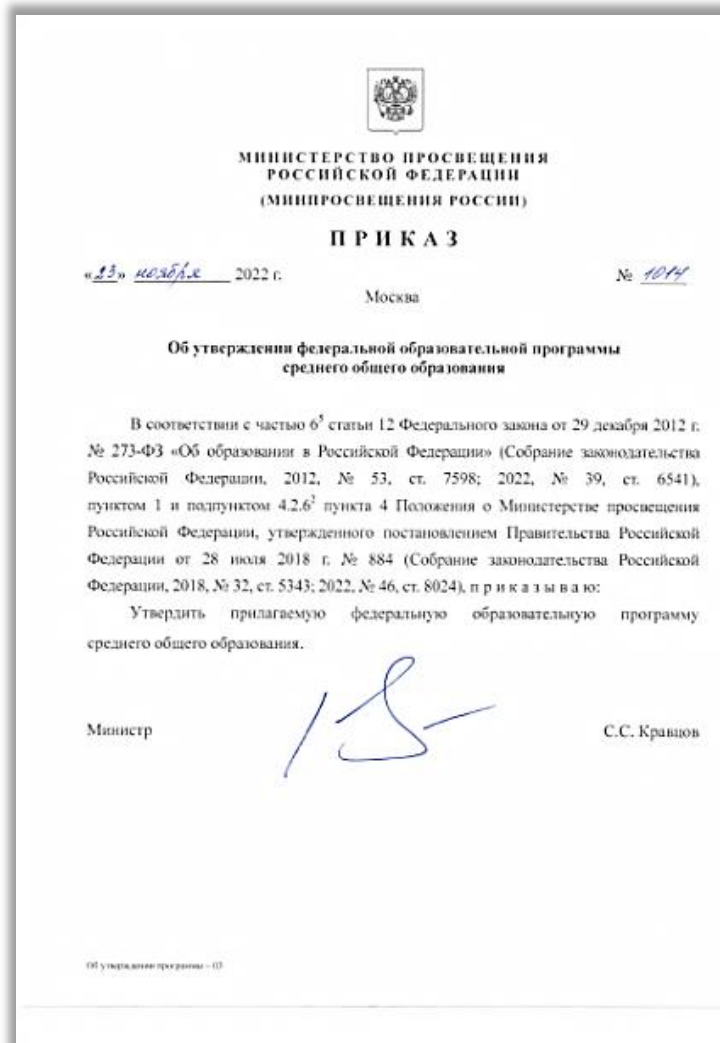 МИНИСТЕРСТВО ПРОСВЕЩЕНИЯ
РОССИЙСКОЙ ФЕДЕРАЦИИ
(МИНПРОСВЕЩЕНИЯ РОССИИ)
ПРИКАЗ
«23» ноября 2022 г. № 1014
Москва
Об утверждении федеральной образовательной программы
среднего общего образования
В соответствии с частью 6⁵ статьи 12 Федерального закона от 29 декабря 2012 г.
№ 273-ФЗ «Об образовании в Российской Федерации» (Собрание законодательства
Российской Федерации, 2012, № 53, ст. 7598; 2022, № 39, ст. 6541),
пунктом 1 и подпунктом 4.2.6² пункта 4 Положения о Министерстве просвещения
Российской Федерации, утвержденного постановлением Правительства Российской
Федерации от 28 июля 2018 г. № 884 (Собрание законодательства Российской
Федерации, 2018, № 32, ст. 5343; 2022, № 46, ст. 8024), п р и к а з ы в а ю:
Утвердить прилагаемую федеральную образовательную программу
среднего общего образования.
Министр С.С. Кравцов
Об утверждении программы – 03